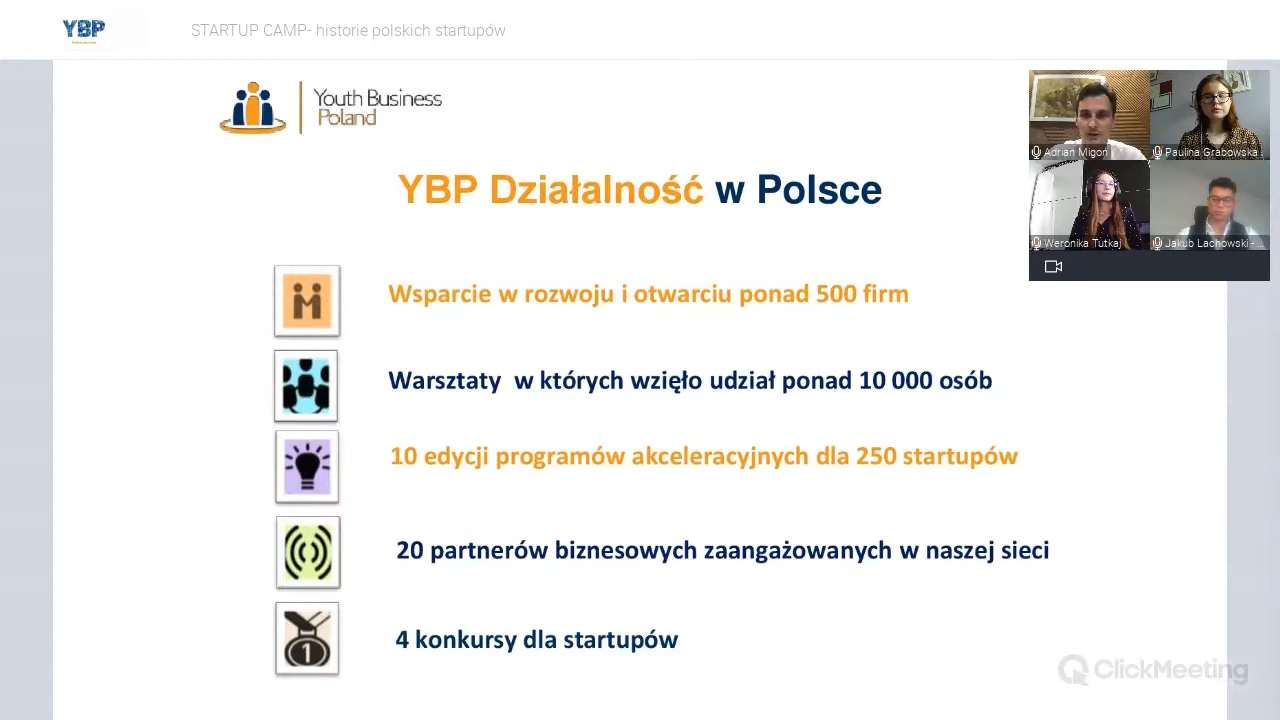 YBP
STARTUP CAMP- historie polskich startupów
Youth Business
Poland
Adrian Migoń
Paulina Grabowska
Weronika Tutkaj
Jakub Lachowski - ...
YBP Działalność w Polsce
Wsparcie w rozwoju i otwarciu ponad 500 firm
Warsztaty w których wzięło udział ponad 10 000 osób
10 edycji programów akceleracyjnych dla 250 startupów
20 partnerów biznesowych zaangażowanych w naszej sieci
1
4 konkursy dla startupów
ClickMeeting